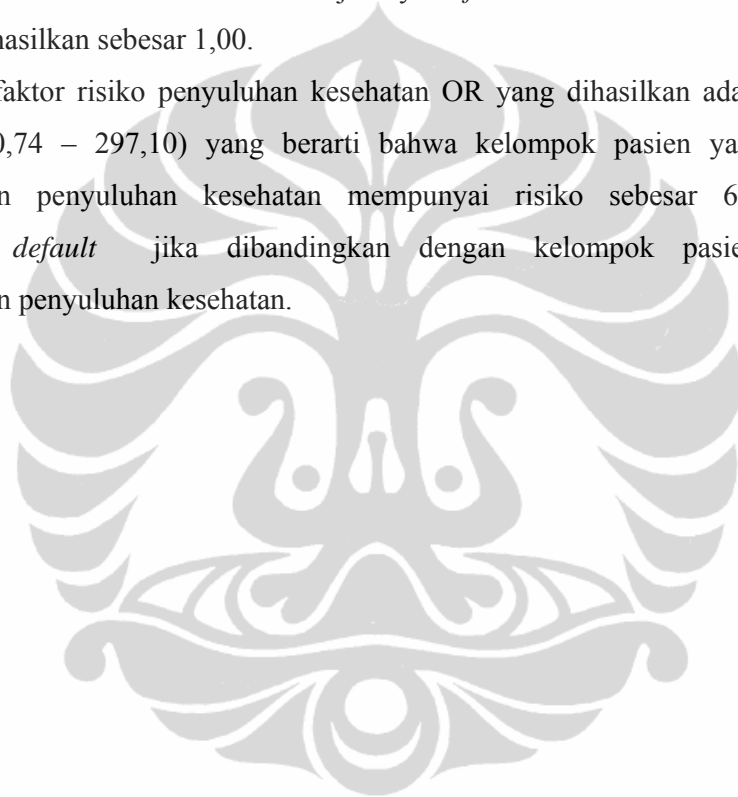 hasilkan sebesar 1,00.
faktor risiko penyuluhan kesehatan OR yang dihasilkan ada
0,74 – 297,10) yang berarti bahwa kelompok pasien ya
n penyuluhan kesehatan mempunyai risiko sebesar 6
default jika dibandingkan dengan kelompok pasie
n penyuluhan kesehatan.